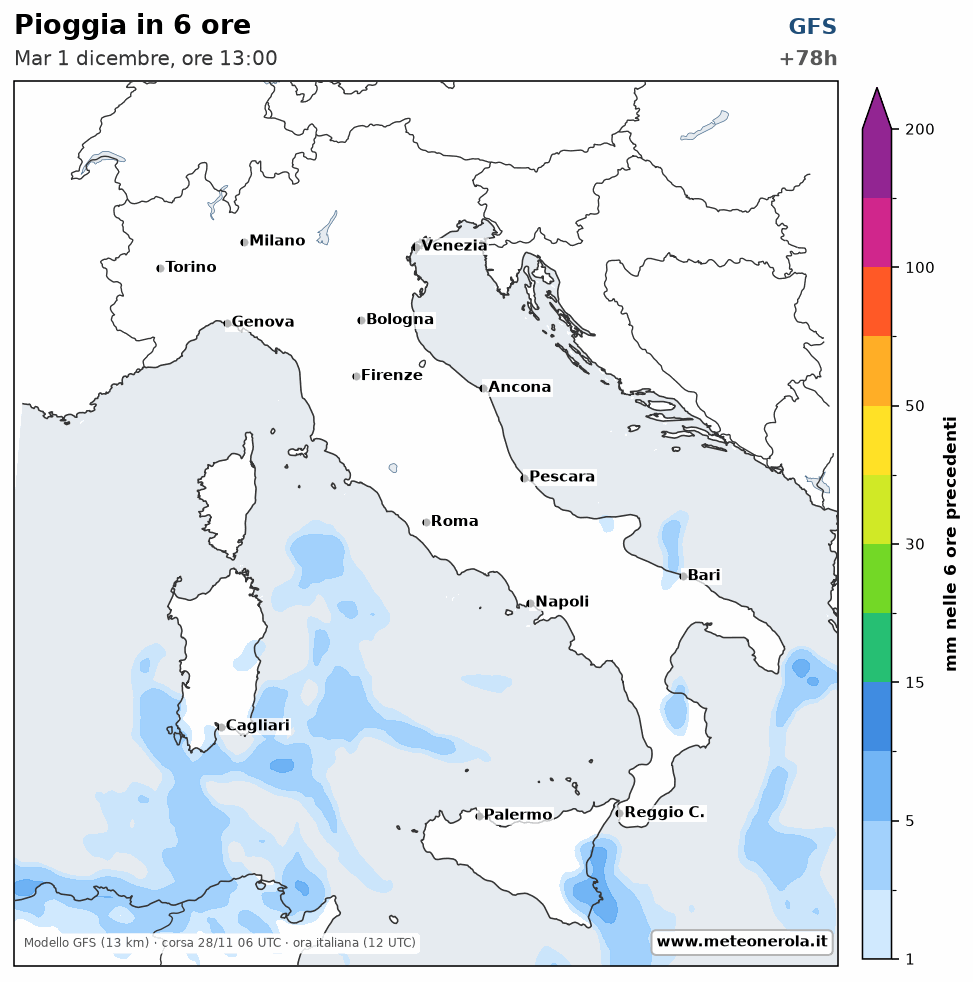 Pioggia in 6 ore
GFS
Mar 1 dicembre, ore 13:00
+78h
200
Milano
Venezia
Torino
100
Genova
Bologna
Firenze
Ancona
50
Pescara
Roma
30
Bari
Napoli
mm nelle 6 ore precedenti
15
Cagliari
Palermo
Reggio C.
5
Modello GFS (13 km) · corsa 28/11 06 UTC · ora italiana (12 UTC)
www.meteonerola.it
1